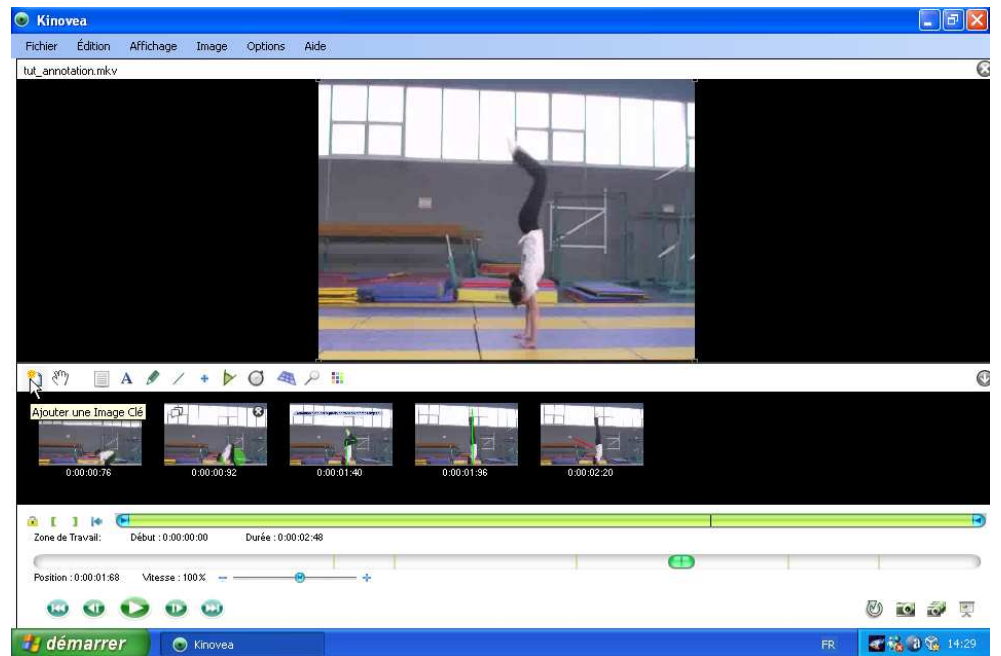 Kinovea
Fichier Édition Affichage Image Options Aide
tut_annotation.mkv
A
Ajouter une Image Clé
0:00:00:76 0:00:00:92 0:00:01:40 0:00:01:96 0:00:02:20
Zone de Travail: Début : 0:00:00:00 Durée : 0:00:02:48
Position : 0:00:01:68 Vitesse : 100%
démarrer Kinovea FR 14:29